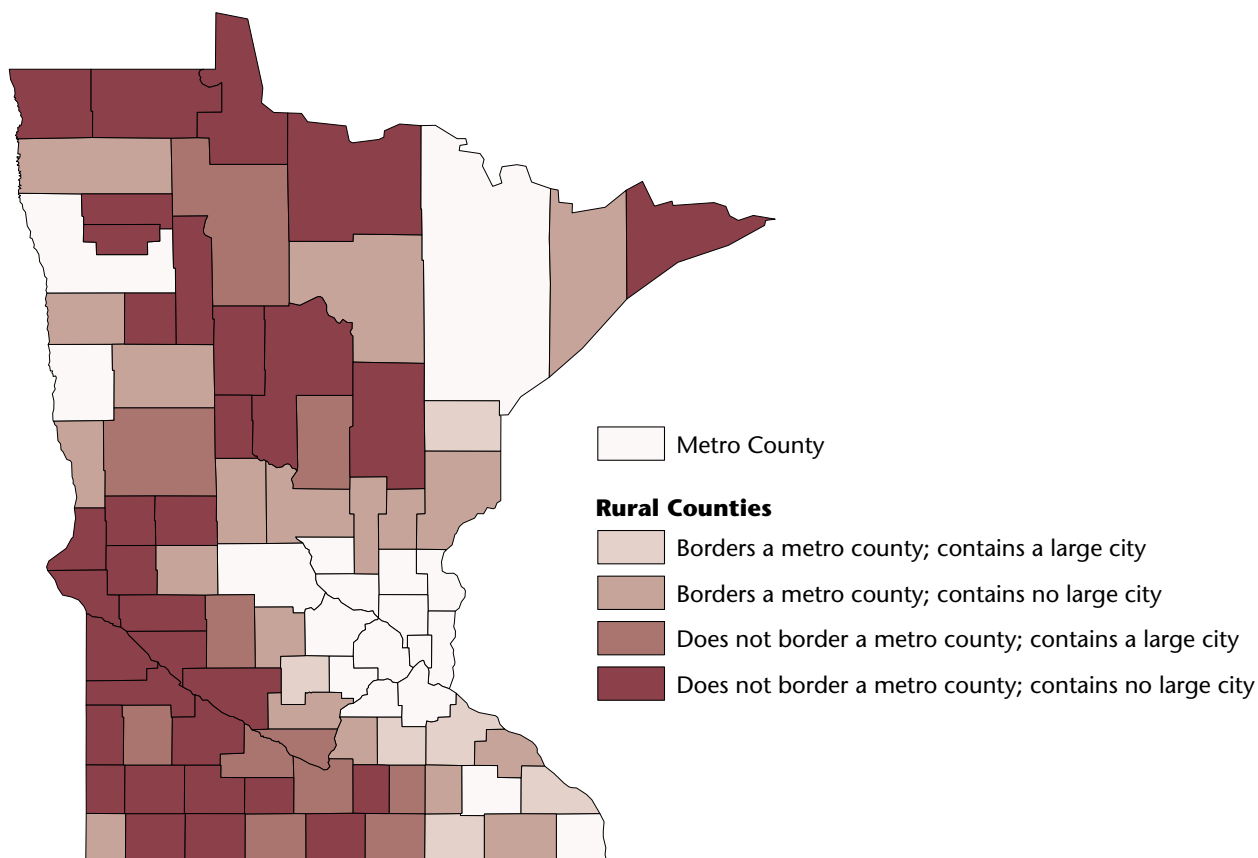 Metro County
Rural Counties
Borders a metro county; contains a large city
Borders a metro county; contains no large city
Does not border a metro county; contains a large city
Does not border a metro county; contains no large city